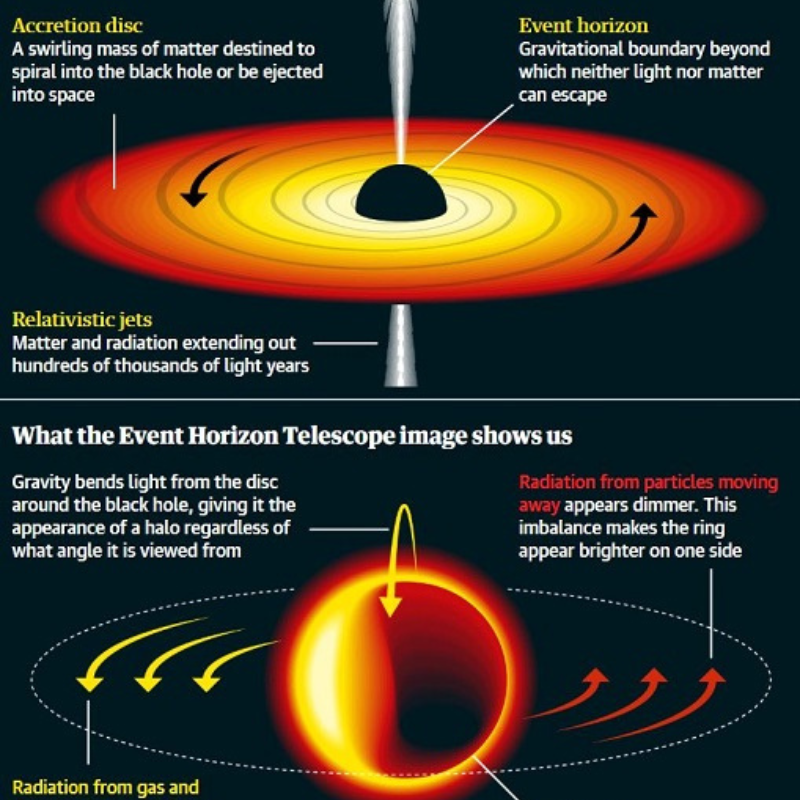 Accretion disc
A swirling mass of matter destined to
spiral into the black hole or be ejected
into space
Event horizon
Gravitational boundary beyond
which neither light nor matter
can escape
Relativistic jets
Matter and radiation extending out
hundreds of thousands of light years
What the Event Horizon Telescope image shows us
Gravity bends light from the disc
around the black hole, giving it the
appearance of a halo regardless of
what angle it is viewed from
Radiation from particles moving
away appears dimmer. This
imbalance makes the ring
appear brighter on one side
Radiation from gas and